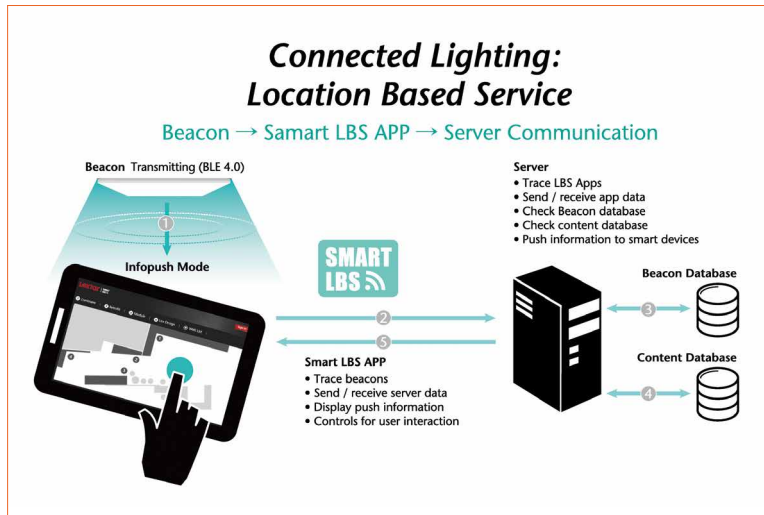 Connected Lighting:
Location Based Service
Beacon → Samart LBS APP → Server Communication
Beacon Transmitting (BLE 4.0)
1
Infopush Mode
SMART
LBS
2
5
Smart LBS APP
• Trace beacons
• Send / receive server data
• Display push information
• Controls for user interaction
Server
• Trace LBS Apps
• Send / receive app data
• Check Beacon database
• Check content database
• Push information to smart devices
Beacon Database
3
Content Database
4